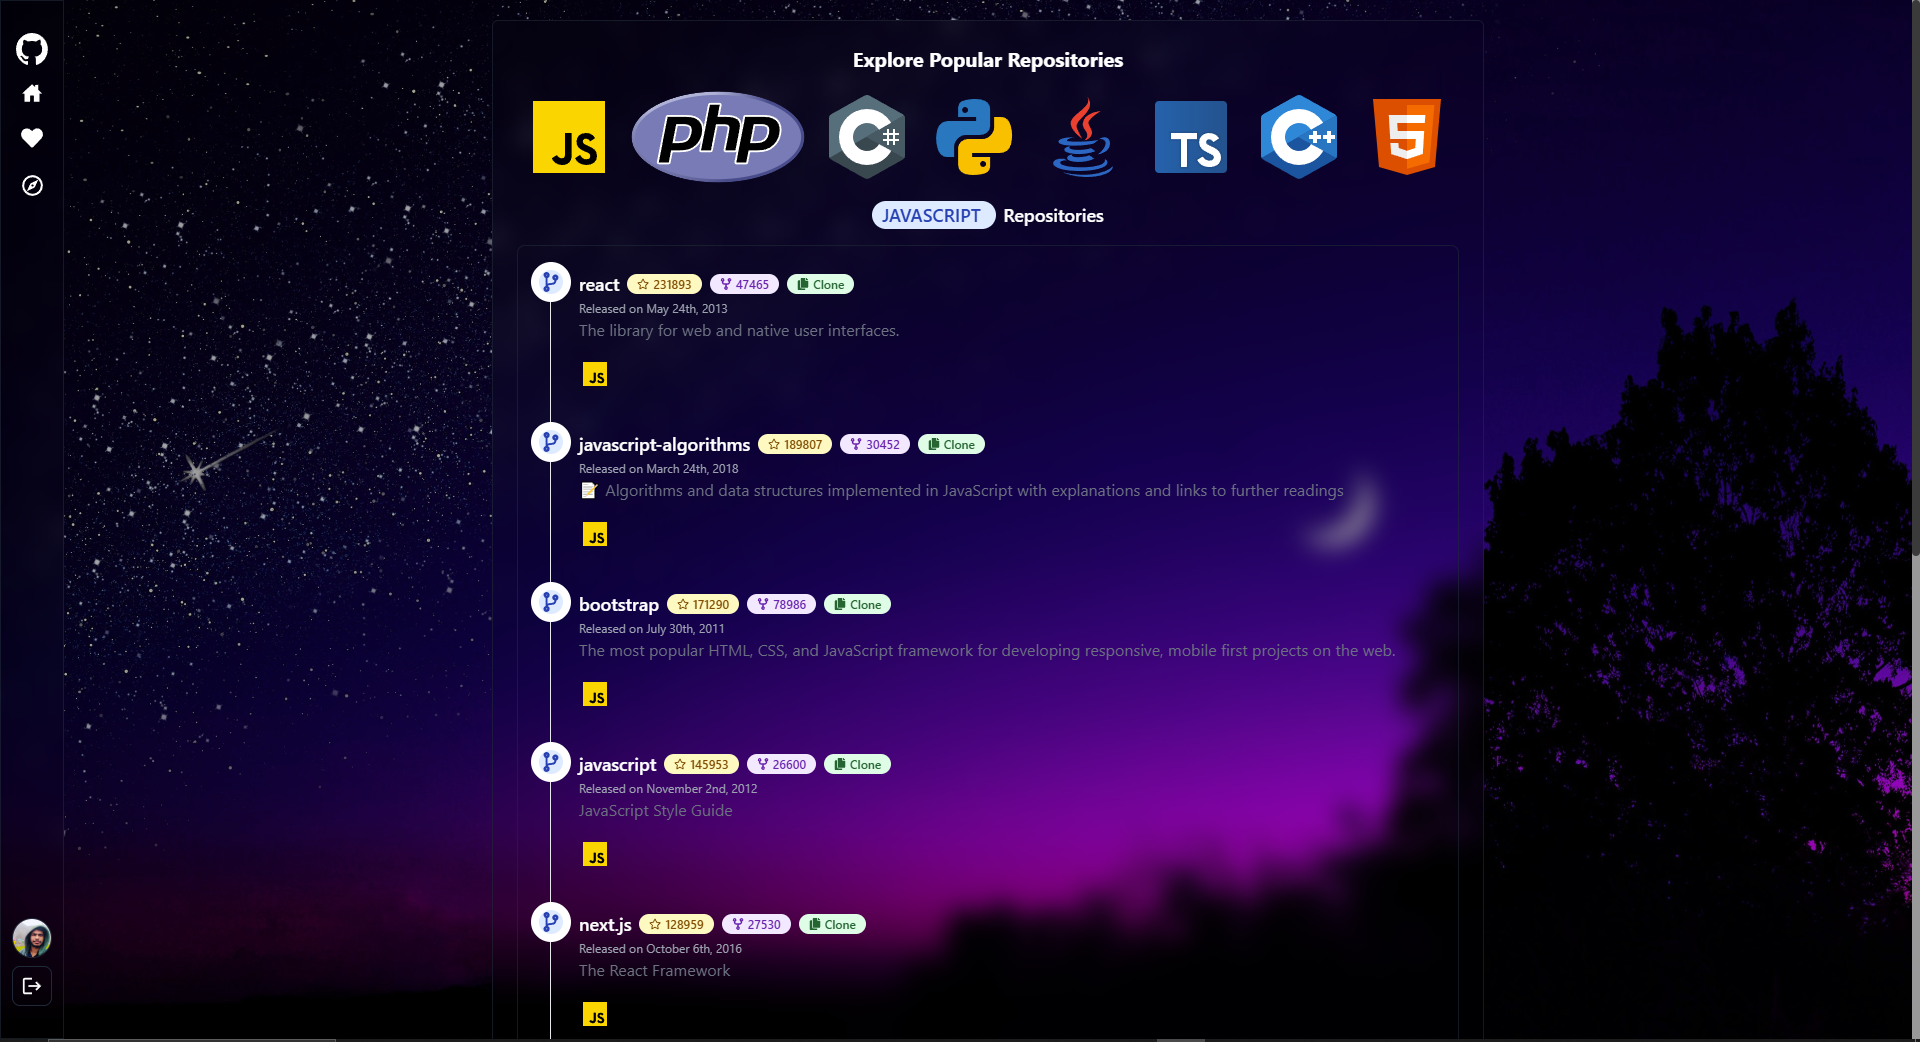 Explore Popular Repositories
JS php C# TS C++ 5
JAVASCRIPT Repositories
react 231893 47465 Clone
Released on May 24th, 2013
The library for web and native user interfaces.
JS
javascript-algorithms 189807 30452 Clone
Released on March 24th, 2018
📝 Algorithms and data structures implemented in JavaScript with explanations and links to further readings
JS
bootstrap 171290 78986 Clone
Released on July 30th, 2011
The most popular HTML, CSS, and JavaScript framework for developing responsive, mobile first projects on the web.
JS
javascript 145953 26600 Clone
Released on November 2nd, 2012
JavaScript Style Guide
JS
next.js 128959 27530 Clone
Released on October 6th, 2016
The React Framework
JS